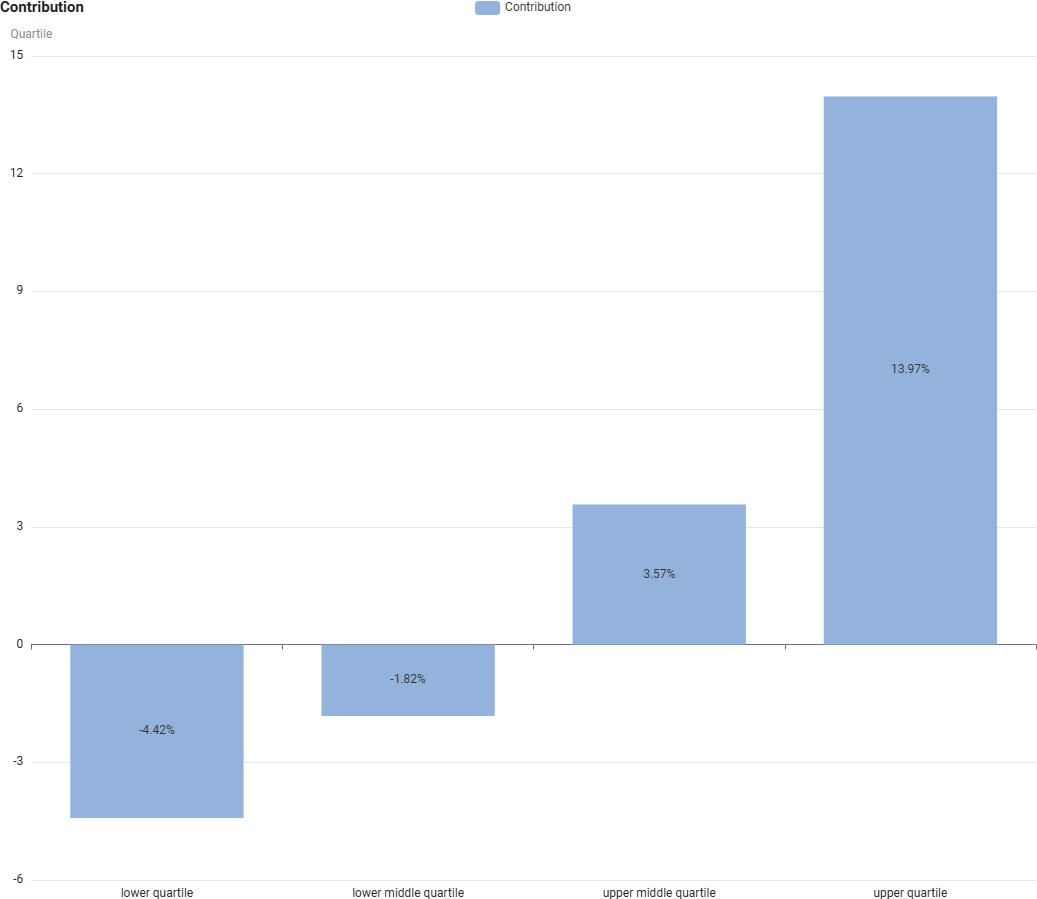 Contribution
Contribution
Quartile
15
12
9
6
3
0
-3
-6
13.97%
3.57%
-1.82%
-4.42%
lower quartile
lower middle quartile
upper middle quartile
upper quartile